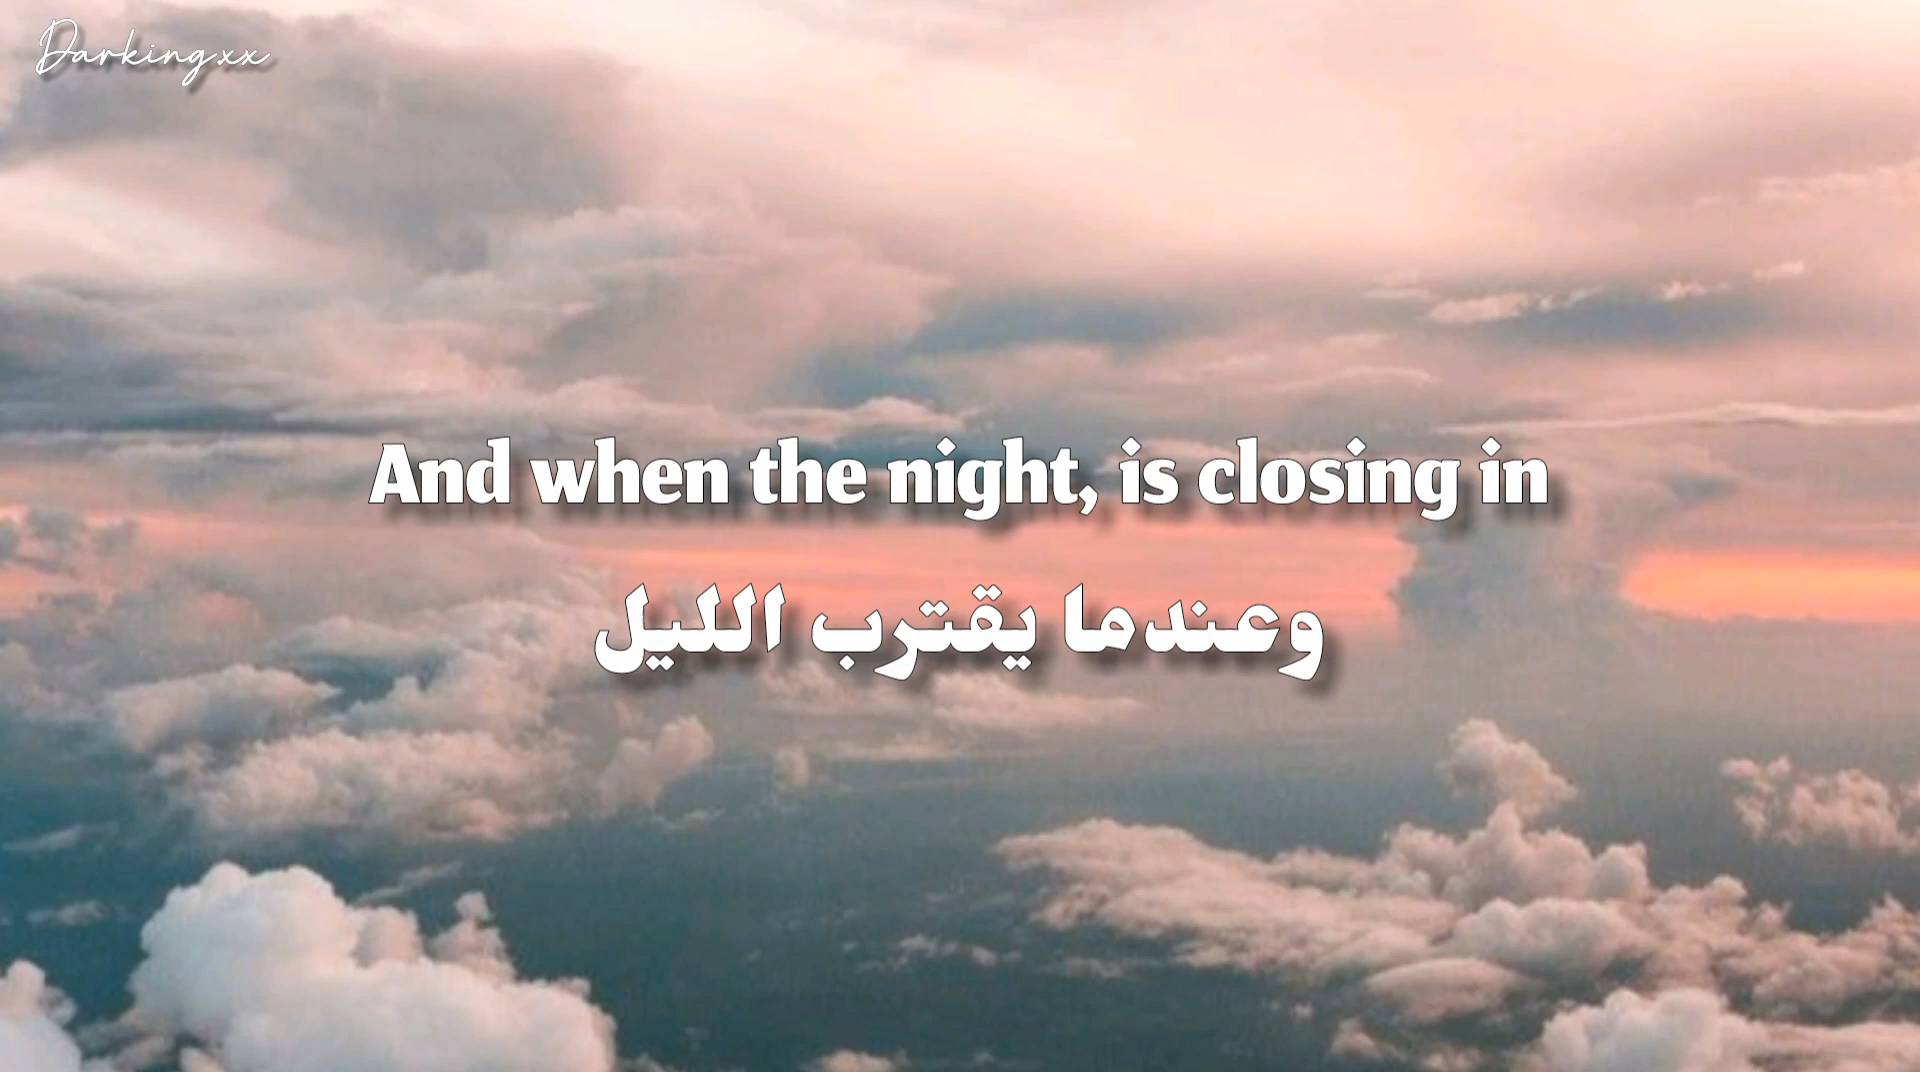 Darkingxx
And when the night, is closing in
وعندما يقترب الليل